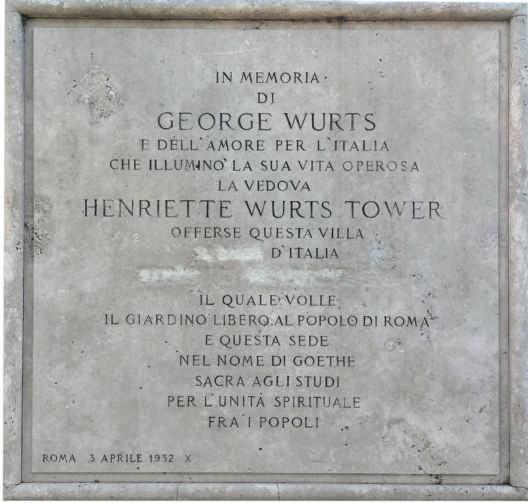 IN MEMORIA
DI
GEORGE WURTS
E DELL'AMORE PER L'ITALIA
CHE ILLUMINÒ LA SUA VITA OPEROSA
LA VEDOVA
HENRIETTE WURTS TOWER
OFFERSE QUESTA VILLA
D'ITALIA
IL QUALE VOLLE
IL GIARDINO LIBERO AL POPOLO DI ROMA
E QUESTA SEDE
NEL NOME DI GOETHE
SACRA AGLI STUDI
PER L'UNITÀ SPIRITUALE
FRA I POPOLI
ROMA 3 APRILE 1932 X